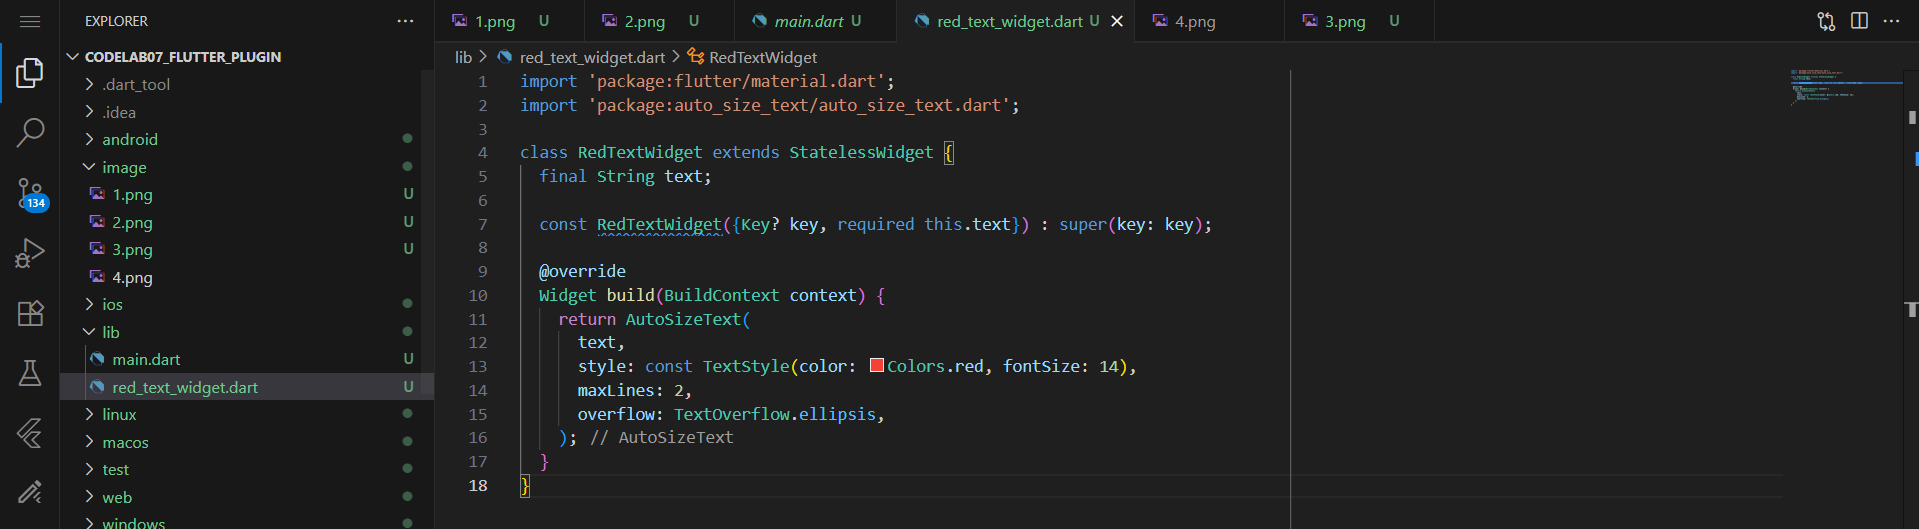 EXPLORER
CODELAB07_FLUTTER_PLUGIN
.dart_tool
.idea
android
image
1.png U
2.png U
3.png U
4.png
ios
lib
main.dart U
red_text_widget.dart U
linux
macos
test
web
windows
134
1.png U
2.png U
main.dart U
red_text_widget.dart U
4.png
3.png U
lib > red_text_widget.dart > RedTextWidget
1 import 'package:flutter/material.dart';
2 import 'package:auto_size_text/auto_size_text.dart';
3
4 class RedTextWidget extends StatelessWidget {
5 final String text;
6
7 const RedTextWidget({Key? key, required this.text}) : super(key: key);
8
9 @override
10 Widget build(BuildContext context) {
11 return AutoSizeText(
12 text,
13 style: const TextStyle(color: Colors.red, fontSize: 14),
14 maxLines: 2,
15 overflow: TextOverflow.ellipsis,
16 ); // AutoSizeText
17 }
18 }